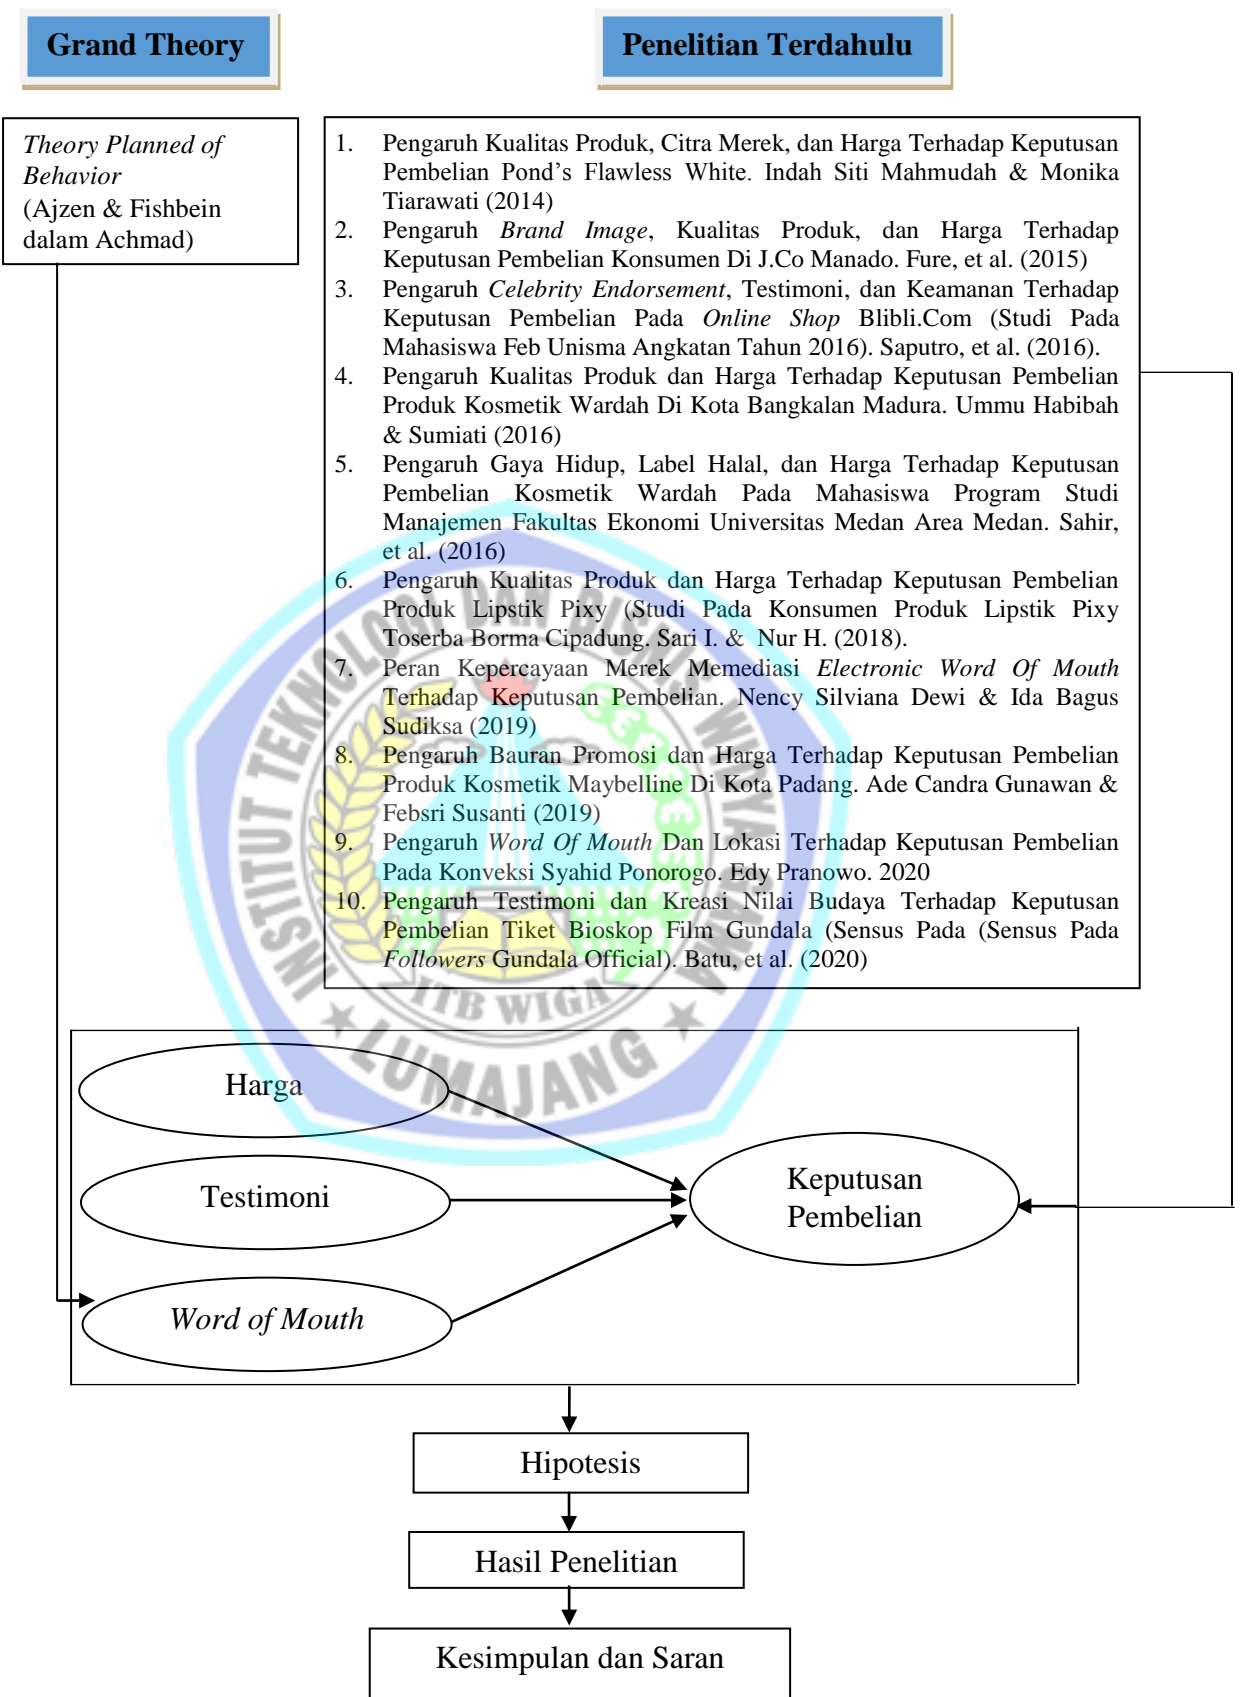 Grand Theory
Penelitian Terdahulu
Theory Planned of
Behavior
(Ajzen & Fishbein
dalam Achmad)
1. Pengaruh Kualitas Produk, Citra Merek, dan Harga Terhadap Keputusan
Pembelian Pond’s Flawless White. Indah Siti Mahmudah & Monika
Tiarawati (2014)
2. Pengaruh Brand Image, Kualitas Produk, dan Harga Terhadap
Keputusan Pembelian Konsumen Di J.Co Manado. Fure, et al. (2015)
3. Pengaruh Celebrity Endorsement, Testimoni, dan Keamanan Terhadap
Keputusan Pembelian Pada Online Shop Blibli.Com (Studi Pada
Mahasiswa Feb Unisma Angkatan Tahun 2016). Saputro, et al. (2016).
4. Pengaruh Kualitas Produk dan Harga Terhadap Keputusan Pembelian
Produk Kosmetik Wardah Di Kota Bangkalan Madura. Ummu Habibah
& Sumiati (2016)
5. Pengaruh Gaya Hidup, Label Halal, dan Harga Terhadap Keputusan
Pembelian Kosmetik Wardah Pada Mahasiswa Program Studi
Manajemen Fakultas Ekonomi Universitas Medan Area Medan. Sahir,
et al. (2016)
6. Pengaruh Kualitas Produk dan Harga Terhadap Keputusan Pembelian
Produk Lipstik Pixy (Studi Pada Konsumen Produk Lipstik Pixy
Toserba Borma Cipadung. Sari I. & Nur H. (2018).
7. Peran Kepercayaan Merek Memediasi Electronic Word Of Mouth
Terhadap Keputusan Pembelian. Nency Silviana Dewi & Ida Bagus
Sudiksa (2019)
8. Pengaruh Bauran Promosi dan Harga Terhadap Keputusan Pembelian
Produk Kosmetik Maybelline Di Kota Padang. Ade Candra Gunawan &
Febsri Susanti (2019)
9. Pengaruh Word Of Mouth Dan Lokasi Terhadap Keputusan Pembelian
Pada Konveksi Syahid Ponorogo. Edy Pranowo. 2020
10. Pengaruh Testimoni dan Kreasi Nilai Budaya Terhadap Keputusan
Pembelian Tiket Bioskop Film Gundala (Sensus Pada (Sensus Pada
Followers Gundala Official). Batu, et al. (2020)
INSTITUT TEKNOLOGI DAN BISNIS WIDYA GAMA
ITB WIGA
LUMAJANG
Harga
Testimoni
Word of Mouth
Keputusan
Pembelian
Hipotesis
Hasil Penelitian
Kesimpulan dan Saran